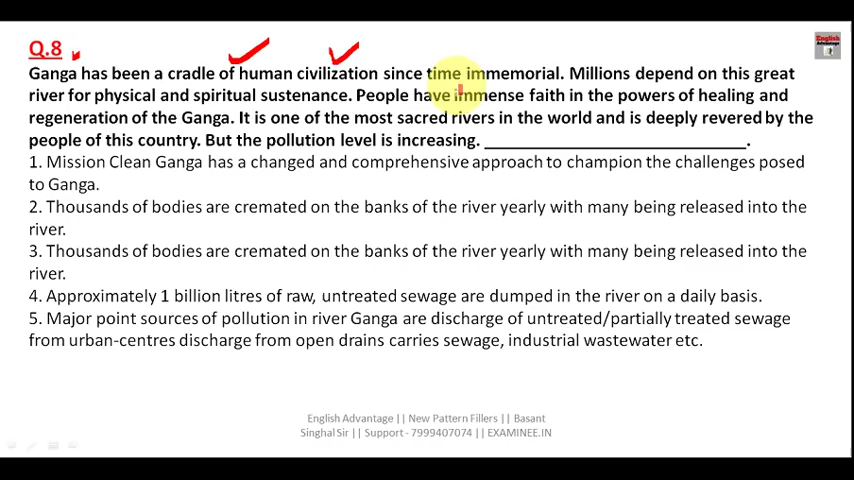 Q.8
English
Advantage
Ganga has been a cradle of human civilization since time immemorial. Millions depend on this great
river for physical and spiritual sustenance. People have immense faith in the powers of healing and
regeneration of the Ganga. It is one of the most sacred rivers in the world and is deeply revered by the
people of this country. But the pollution level is increasing. ____________________________.
1. Mission Clean Ganga has a changed and comprehensive approach to champion the challenges posed
to Ganga.
2. Thousands of bodies are cremated on the banks of the river yearly with many being released into the
river.
3. Thousands of bodies are cremated on the banks of the river yearly with many being released into the
river.
4. Approximately 1 billion litres of raw, untreated sewage are dumped in the river on a daily basis.
5. Major point sources of pollution in river Ganga are discharge of untreated/partially treated sewage
from urban-centres discharge from open drains carries sewage, industrial wastewater etc.
English Advantage || New Pattern Fillers || Basant
Singhal Sir || Support - 7999407074 || EXAMINEE.IN